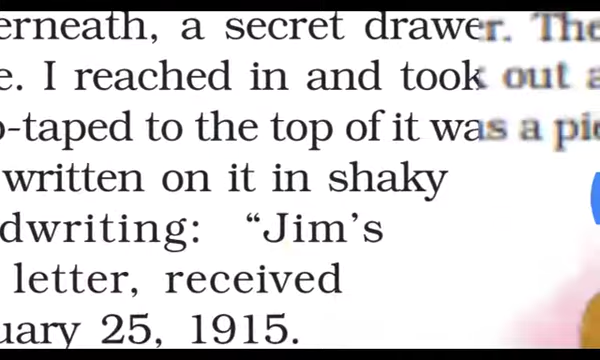 erneath, a secret drawer. The
e. I reached in and took out a
o-taped to the top of it was a pie
written on it in shaky
dwriting: “Jim’s
letter, received
uary 25, 1915.